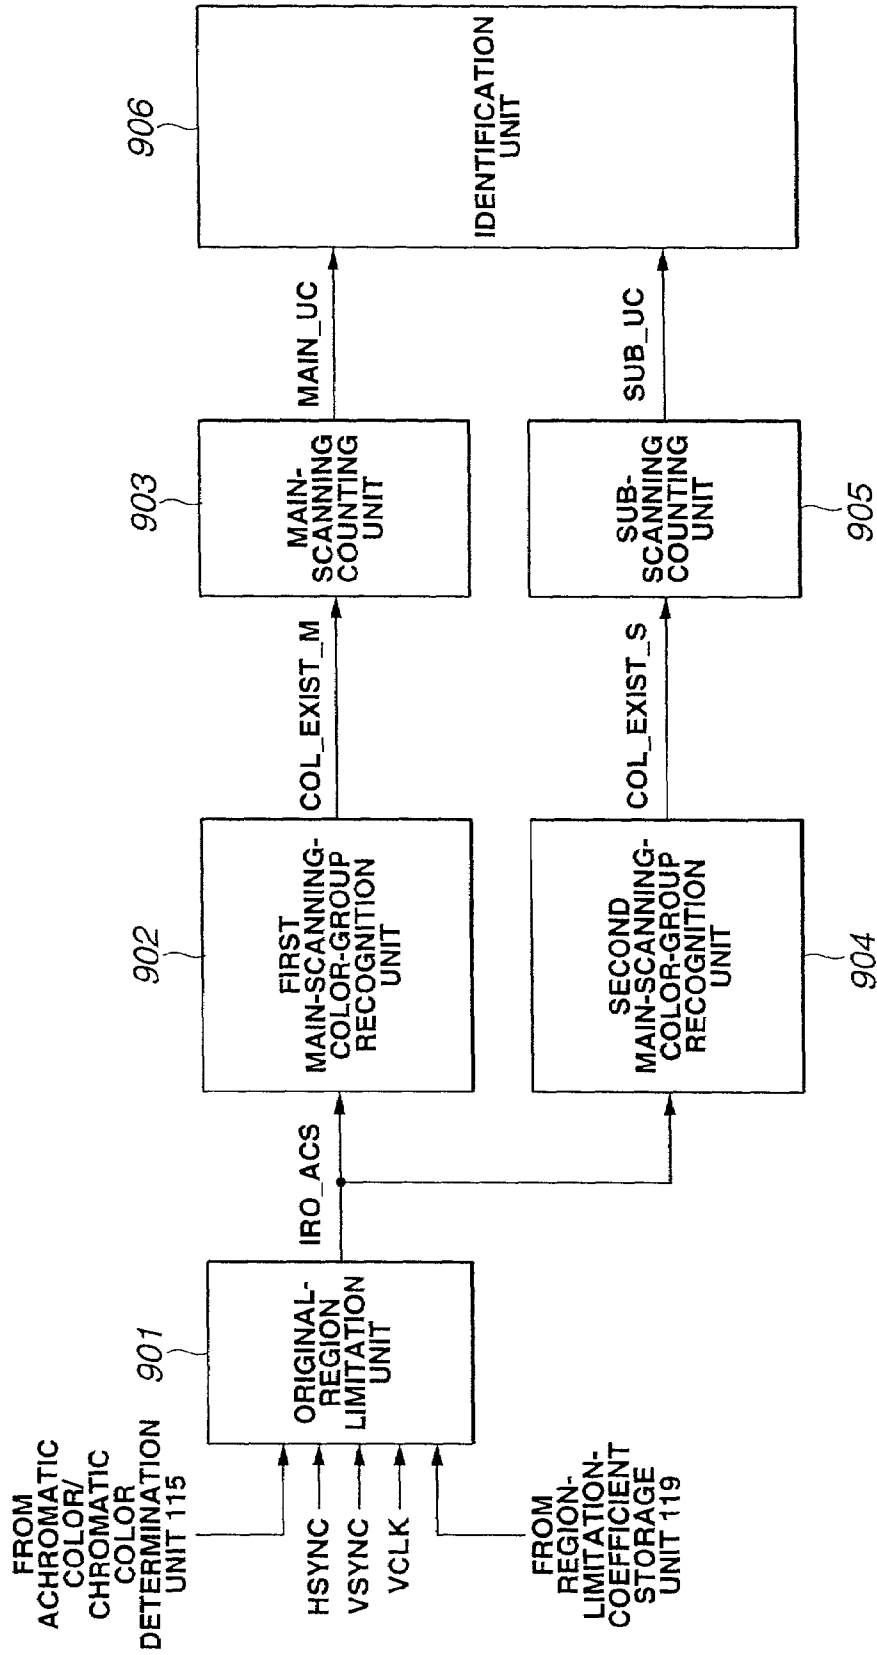 FROM
ACHROMATIC
COLOR/
CHROMATIC
COLOR
DETERMINATION
UNIT 115
HSYNC
VSYNC
VCLK
FROM
REGION-
LIMITATION-
COEFFICIENT
STORAGE
UNIT 119
901
ORIGINAL-
REGION
LIMITATION
UNIT
IRO_ACS
902
FIRST
MAIN-SCANNING-
COLOR-GROUP
RECOGNITION
UNIT
COL_EXIST_M
903
MAIN-
SCANNING
COUNTING
UNIT
MAIN_UC
SECOND
MAIN-SCANNING-
COLOR-GROUP
RECOGNITION
UNIT
904
COL_EXIST_S
SUB-
SCANNING
COUNTING
UNIT
905
SUB_UC
906
IDENTIFICATION
UNIT